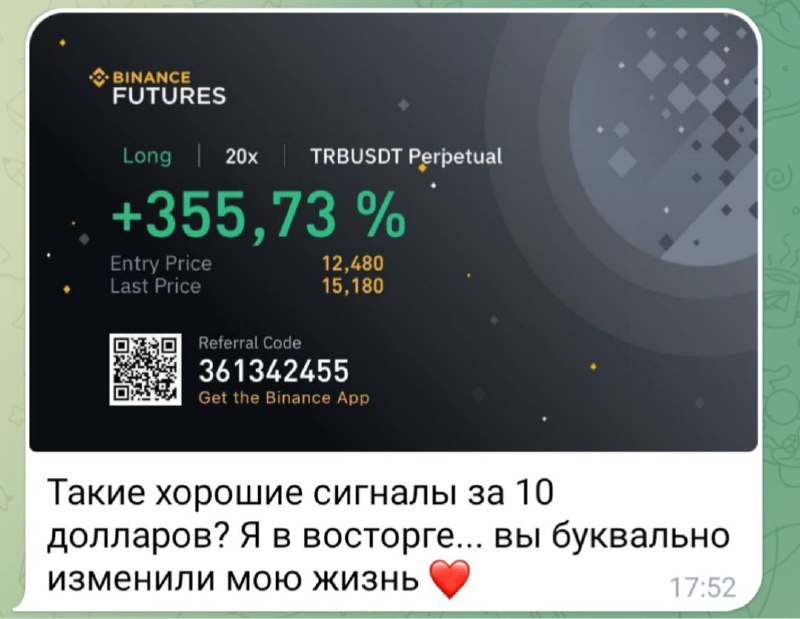 BINANCE
FUTURES
Long | 20x | TRBUSDT Perpetual
+355,73 %
Entry Price 12,480
Last Price 15,180
Referral Code
361342455
Get the Binance App
Такие хорошие сигналы за 10
долларов? Я в восторге... вы буквально
изменили мою жизнь ❤️
17:52